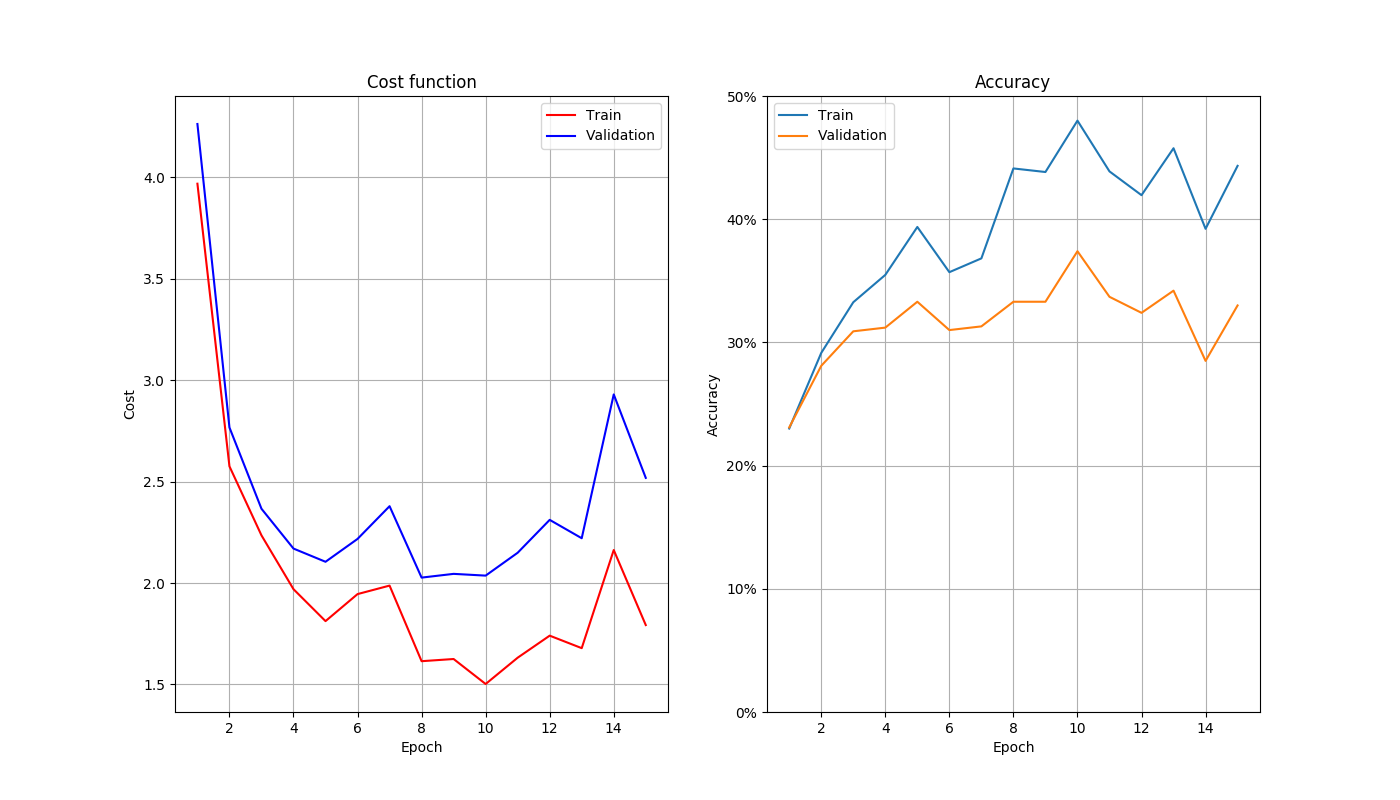 Cost function
Train
Validation
4.0
3.5
3.0
2.5
2.0
1.5
Cost
2 4 6 8 10 12 14
Epoch
Accuracy
Train
Validation
50%
40%
30%
20%
10%
0%
Accuracy
2 4 6 8 10 12 14
Epoch